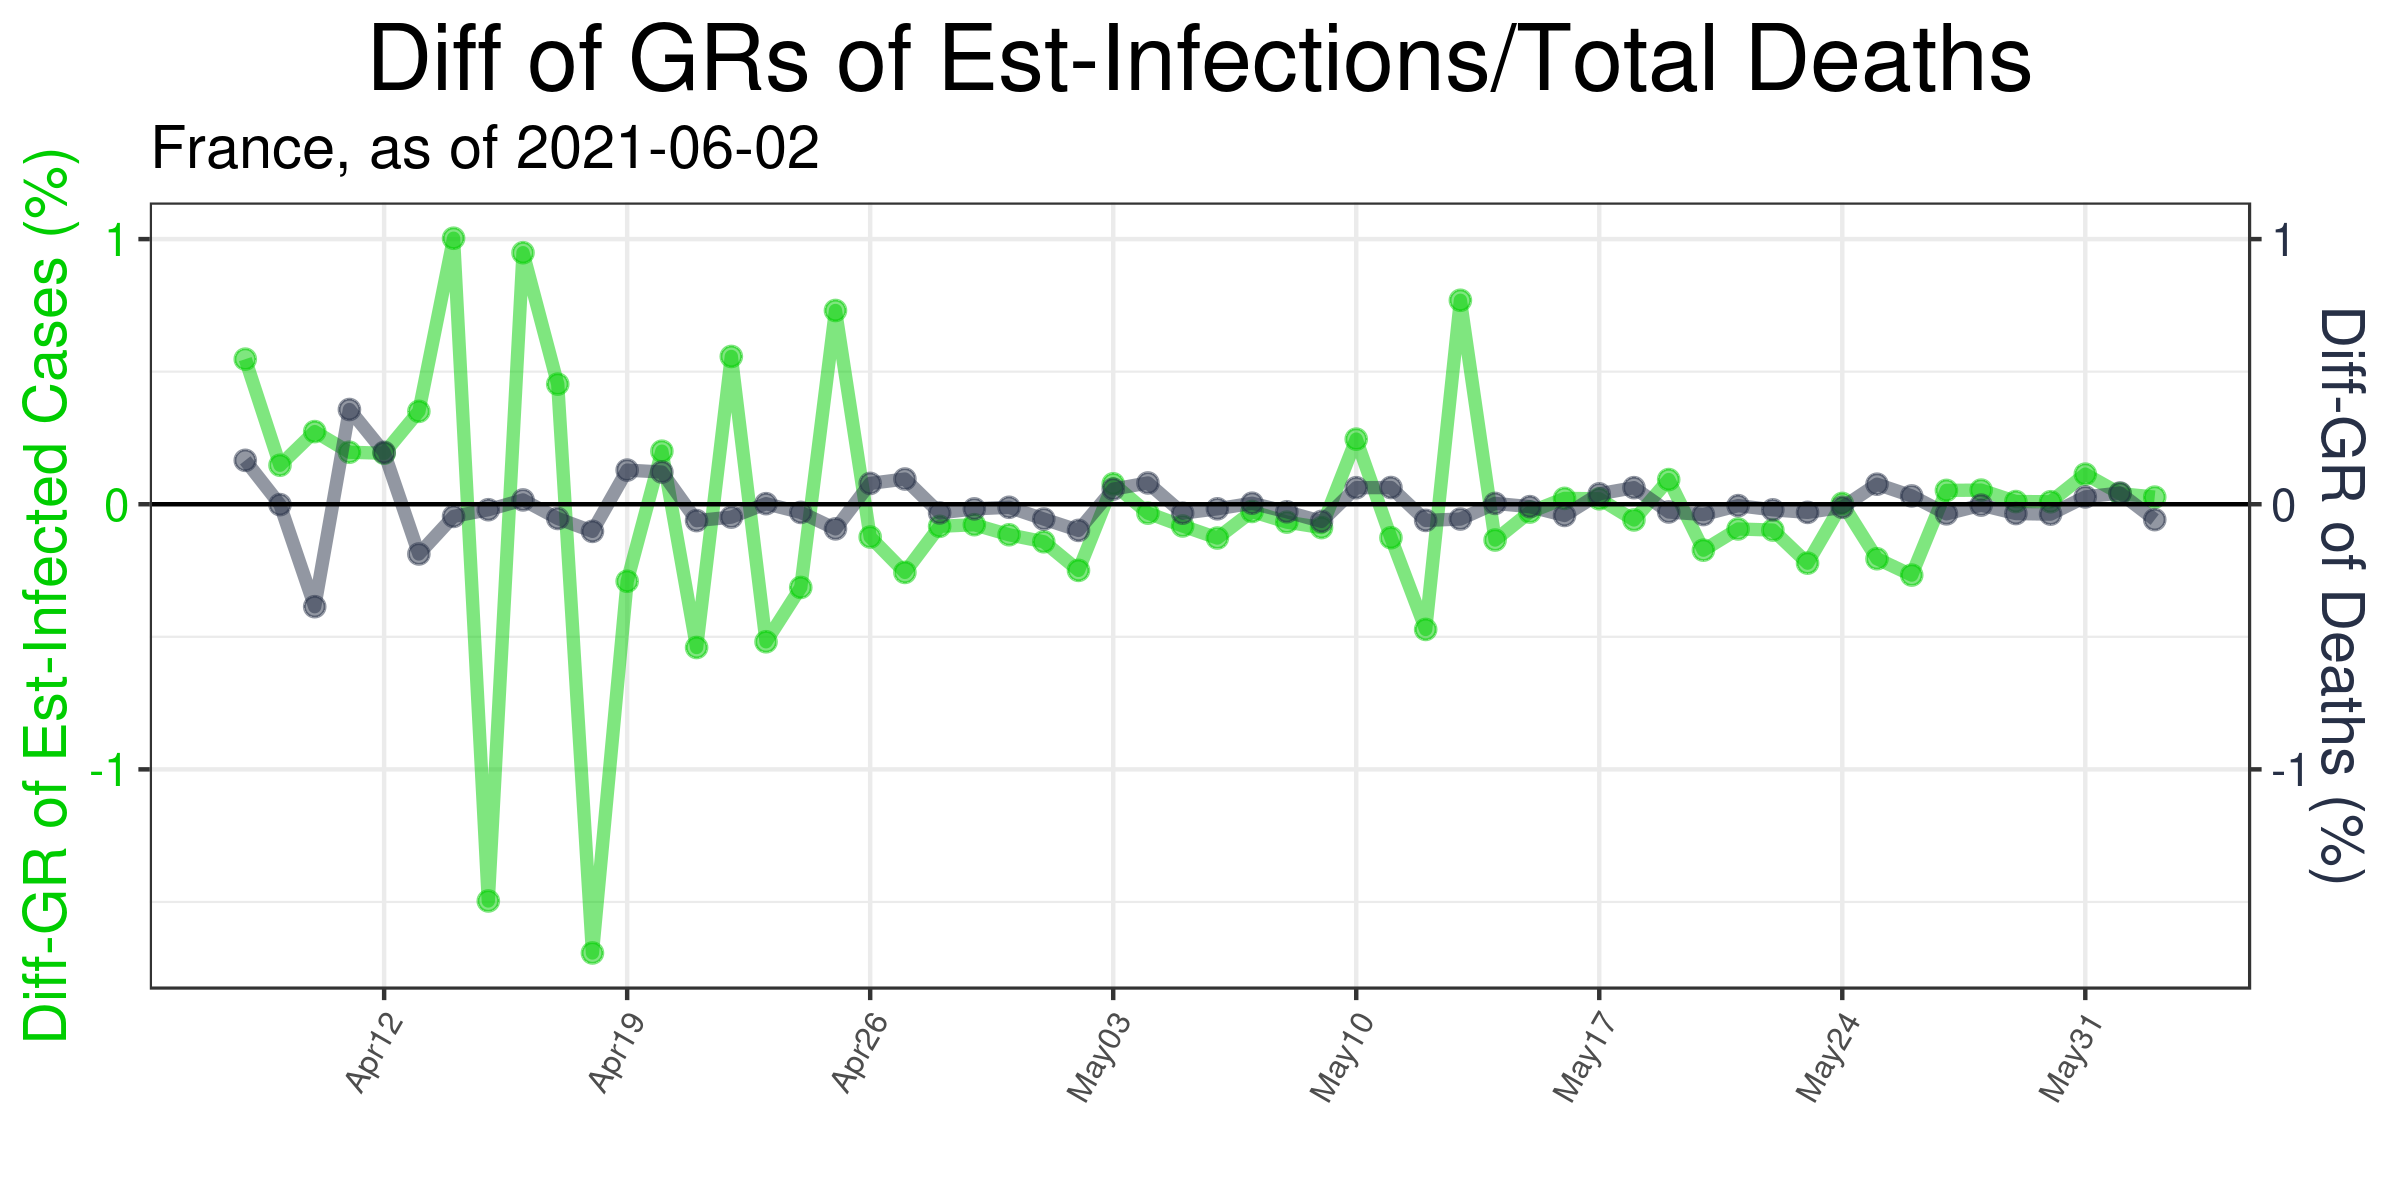 Diff of GRs of Est-Infections/Total Deaths
France, as of 2021-06-02
Diff-GR of Est-Infected Cases (%)
1
0
-1
1
0
-1
Diff-GR of Deaths (%)
Apr12
Apr19
Apr26
May03
May10
May17
May24
May31